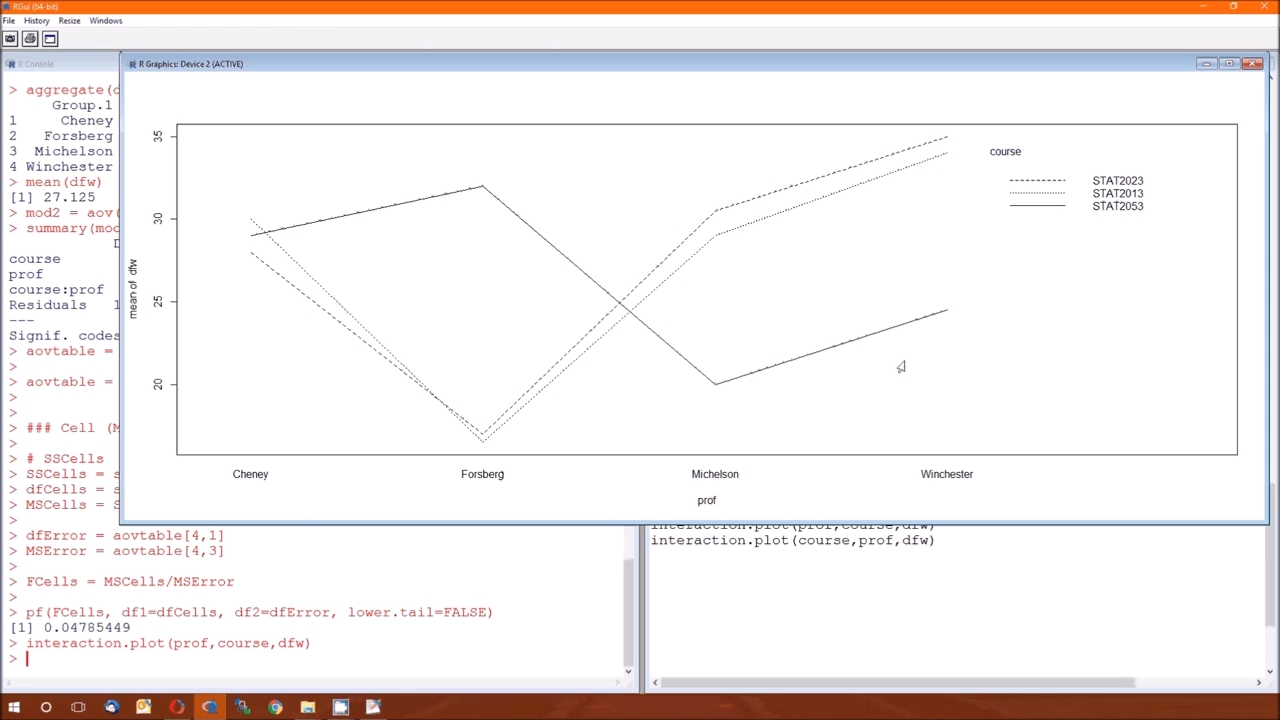 RGui (64-bit)
File History Resize Windows
R Console
R Graphics: Device 2 (ACTIVE)
> aggregate(d
Group.1
1 Cheney
2 Forsberg
3 Michelson
4 Winchester
> mean(dfw)
[1] 27.125
> mod2 = aov(
> summary(mod
D
course
prof
course:prof
Residuals 1
---
Signif. codes
> aovtable =
>
> aovtable =
>
>
> ### Cell (M
>
> # SSCells
> SSCells = s
> dfCells = s
> MSCells = S
>
> dfError = aovtable[4,1]
> MSError = aovtable[4,3]
>
> FCells = MSCells/MSError
>
> pf(FCells, df1=dfCells, df2=dfError, lower.tail=FALSE)
[1] 0.04785449
> interaction.plot(prof,course,dfw)
>
35
30
25
20
mean of dfw
course
STAT2023
STAT2013
STAT2053
Cheney Forsberg Michelson Winchester
prof
interaction.plot(prof,course,dfw)
interaction.plot(course,prof,dfw)